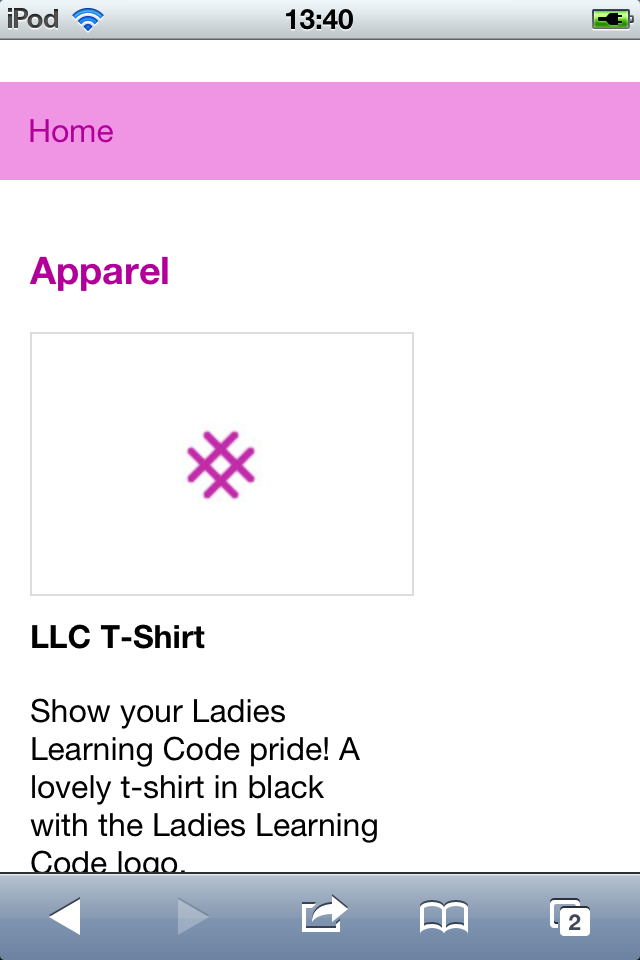 iPod 13:40
Home
Apparel
LLC T-Shirt
Show your Ladies
Learning Code pride! A
lovely t-shirt in black
with the Ladies Learning
Code logo.
2